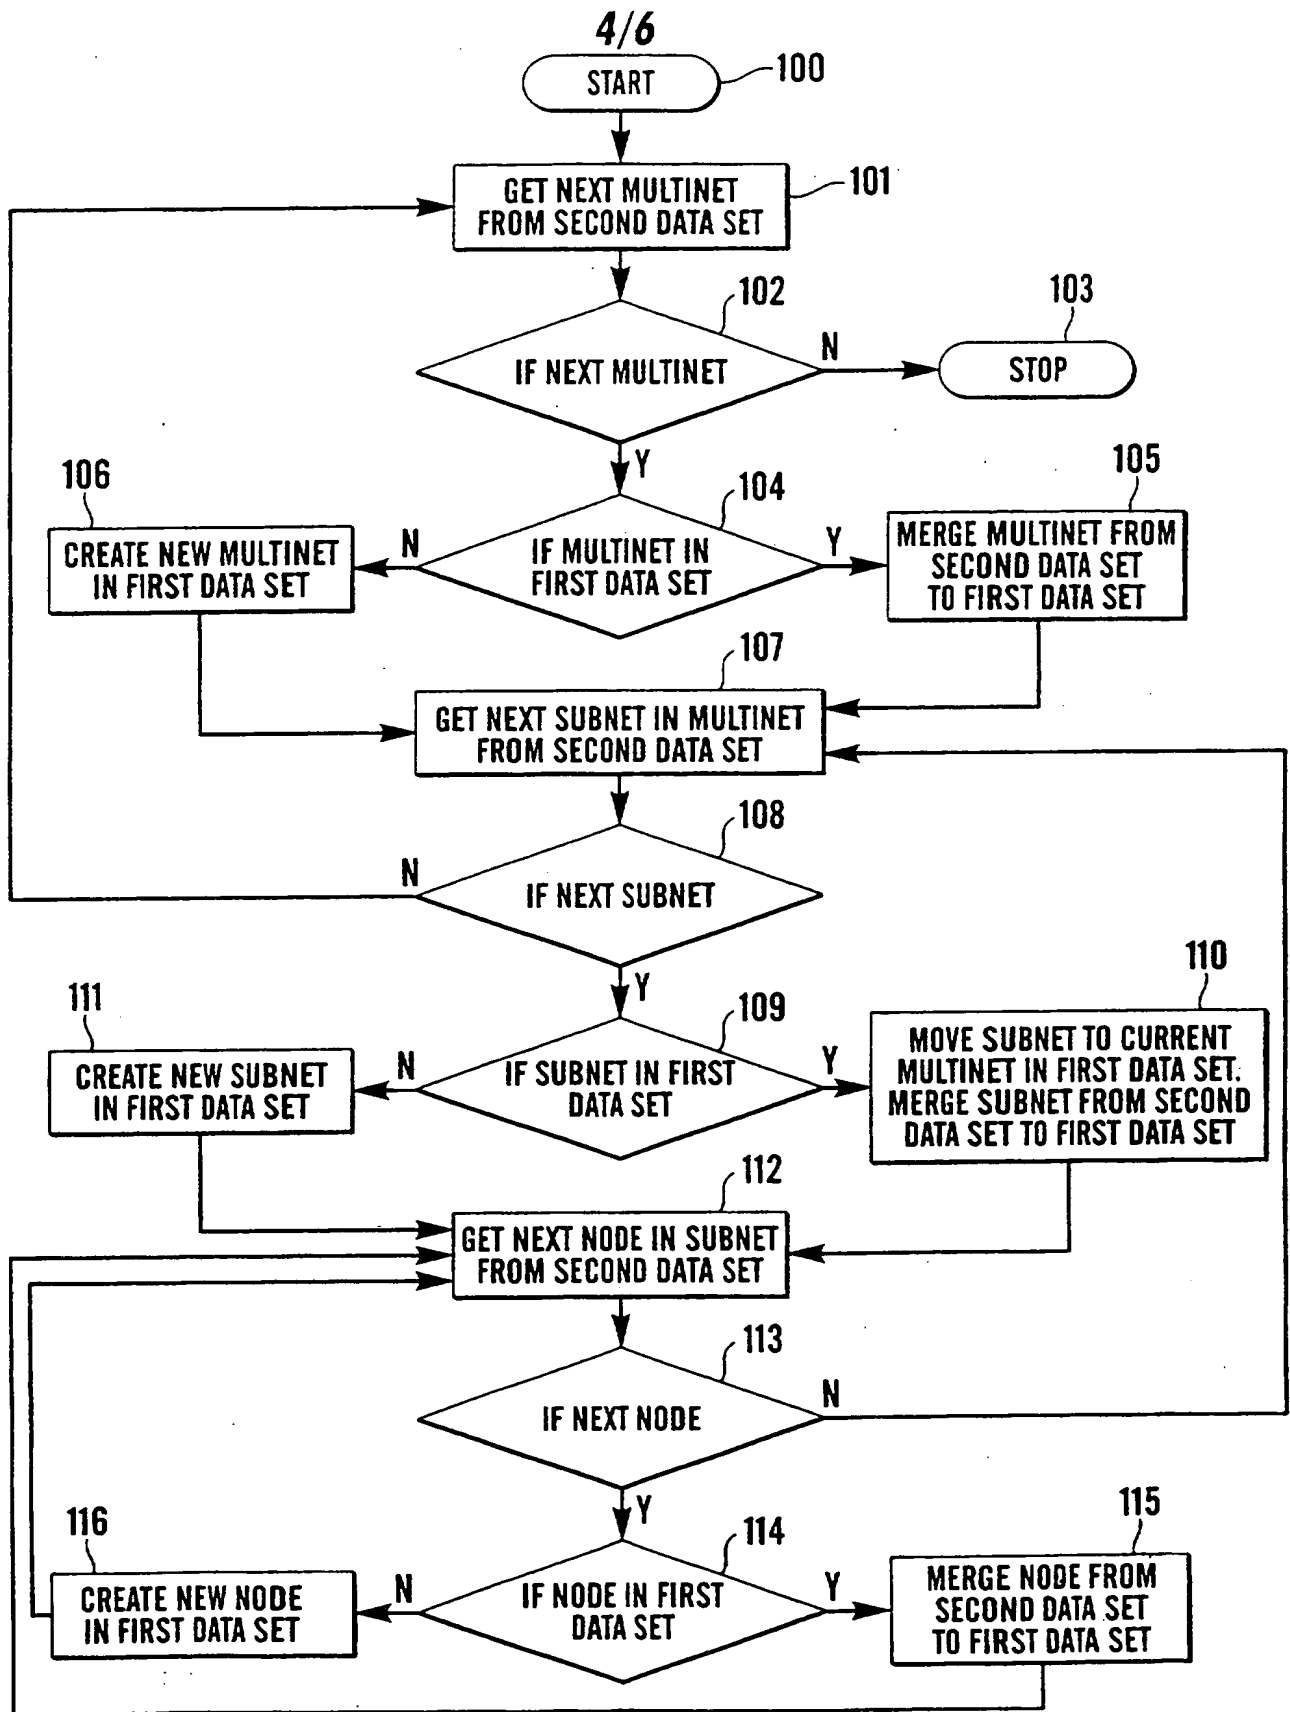 4/6
START
100
GET NEXT MULTINET
FROM SECOND DATA SET
101
102
IF NEXT MULTINET
N
103
STOP
Y
106
CREATE NEW MULTINET
IN FIRST DATA SET
N
104
IF MULTINET IN
FIRST DATA SET
Y
105
MERGE MULTINET FROM
SECOND DATA SET
TO FIRST DATA SET
107
GET NEXT SUBNET IN MULTINET
FROM SECOND DATA SET
108
N
IF NEXT SUBNET
Y
111
CREATE NEW SUBNET
IN FIRST DATA SET
N
109
IF SUBNET IN FIRST
DATA SET
Y
110
MOVE SUBNET TO CURRENT
MULTINET IN FIRST DATA SET.
MERGE SUBNET FROM SECOND
DATA SET TO FIRST DATA SET
112
GET NEXT NODE IN SUBNET
FROM SECOND DATA SET
113
IF NEXT NODE
N
Y
116
CREATE NEW NODE
IN FIRST DATA SET
N
114
IF NODE IN FIRST
DATA SET
Y
115
MERGE NODE FROM
SECOND DATA SET
TO FIRST DATA SET